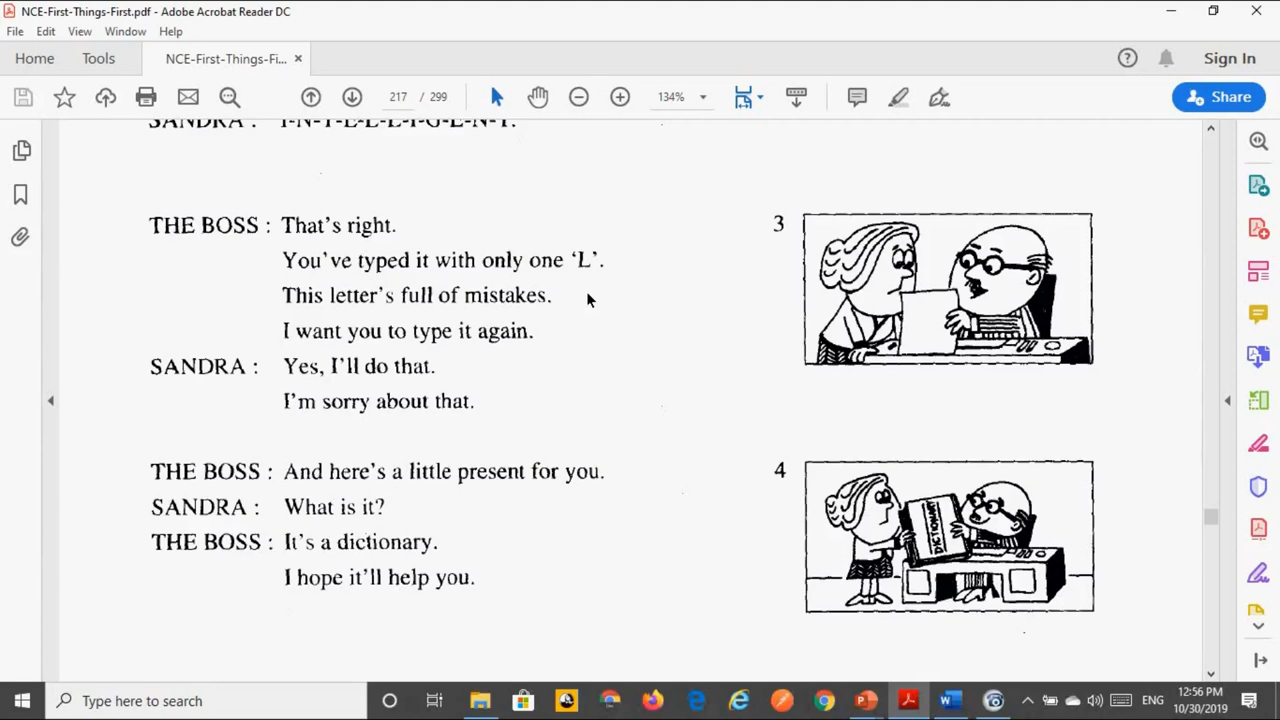 NCE-First-Things-First.pdf - Adobe Acrobat Reader DC
File Edit View Window Help
Home Tools NCE-First-Things-Fi... × Sign In
217 / 299 134% Share
SANDRA : I-N-T-E-L-L-I-G-E-N-T.
THE BOSS : That's right.
You've typed it with only one ‘L’.
This letter's full of mistakes.
I want you to type it again.
SANDRA : Yes, I'll do that.
I'm sorry about that.
3
THE BOSS : And here's a little present for you.
SANDRA : What is it?
THE BOSS : It's a dictionary.
I hope it'll help you.
4
DICTIONARY
Type here to search
ENG
12:56 PM
10/30/2019